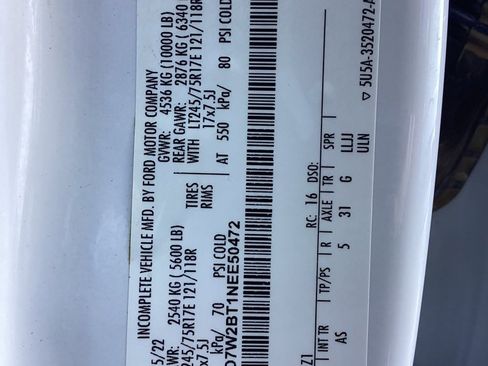 INCOMPLETE VEHICLE MFD. BY FORD MOTOR COMPANY
5/22 GVWR: 4536 KG (10000 LB)
WR: 2540 KG (5600 LB) REAR GAWR: 2876 KG (6340
245/75R17E 121/118R TIRES WITH LT245/75R17E 121/118R
7.5J RIMS 17x7.5J
kPa/ 70 PSI COLD AT 550 kPa/ 80 PSI COLD
D7W2BT1NEE50472
Z1 RC: 16 DSO:
INT TR TP/PS R AXLE TR SPR
AS 5 31 G LLJJ
ULN
▽ 5U5A-3520472-A